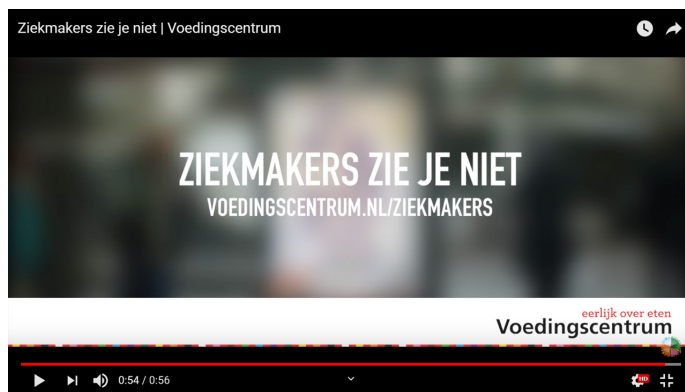 Ziekmakers zie je niet | Voedingscentrum
ZIEKMAKERS ZIE JE NIET
VOEDINGSCENTRUM.NL/ZIEKMAKERS
eerlijk over eten
Voedingscentrum
0:54 / 0:56
HD